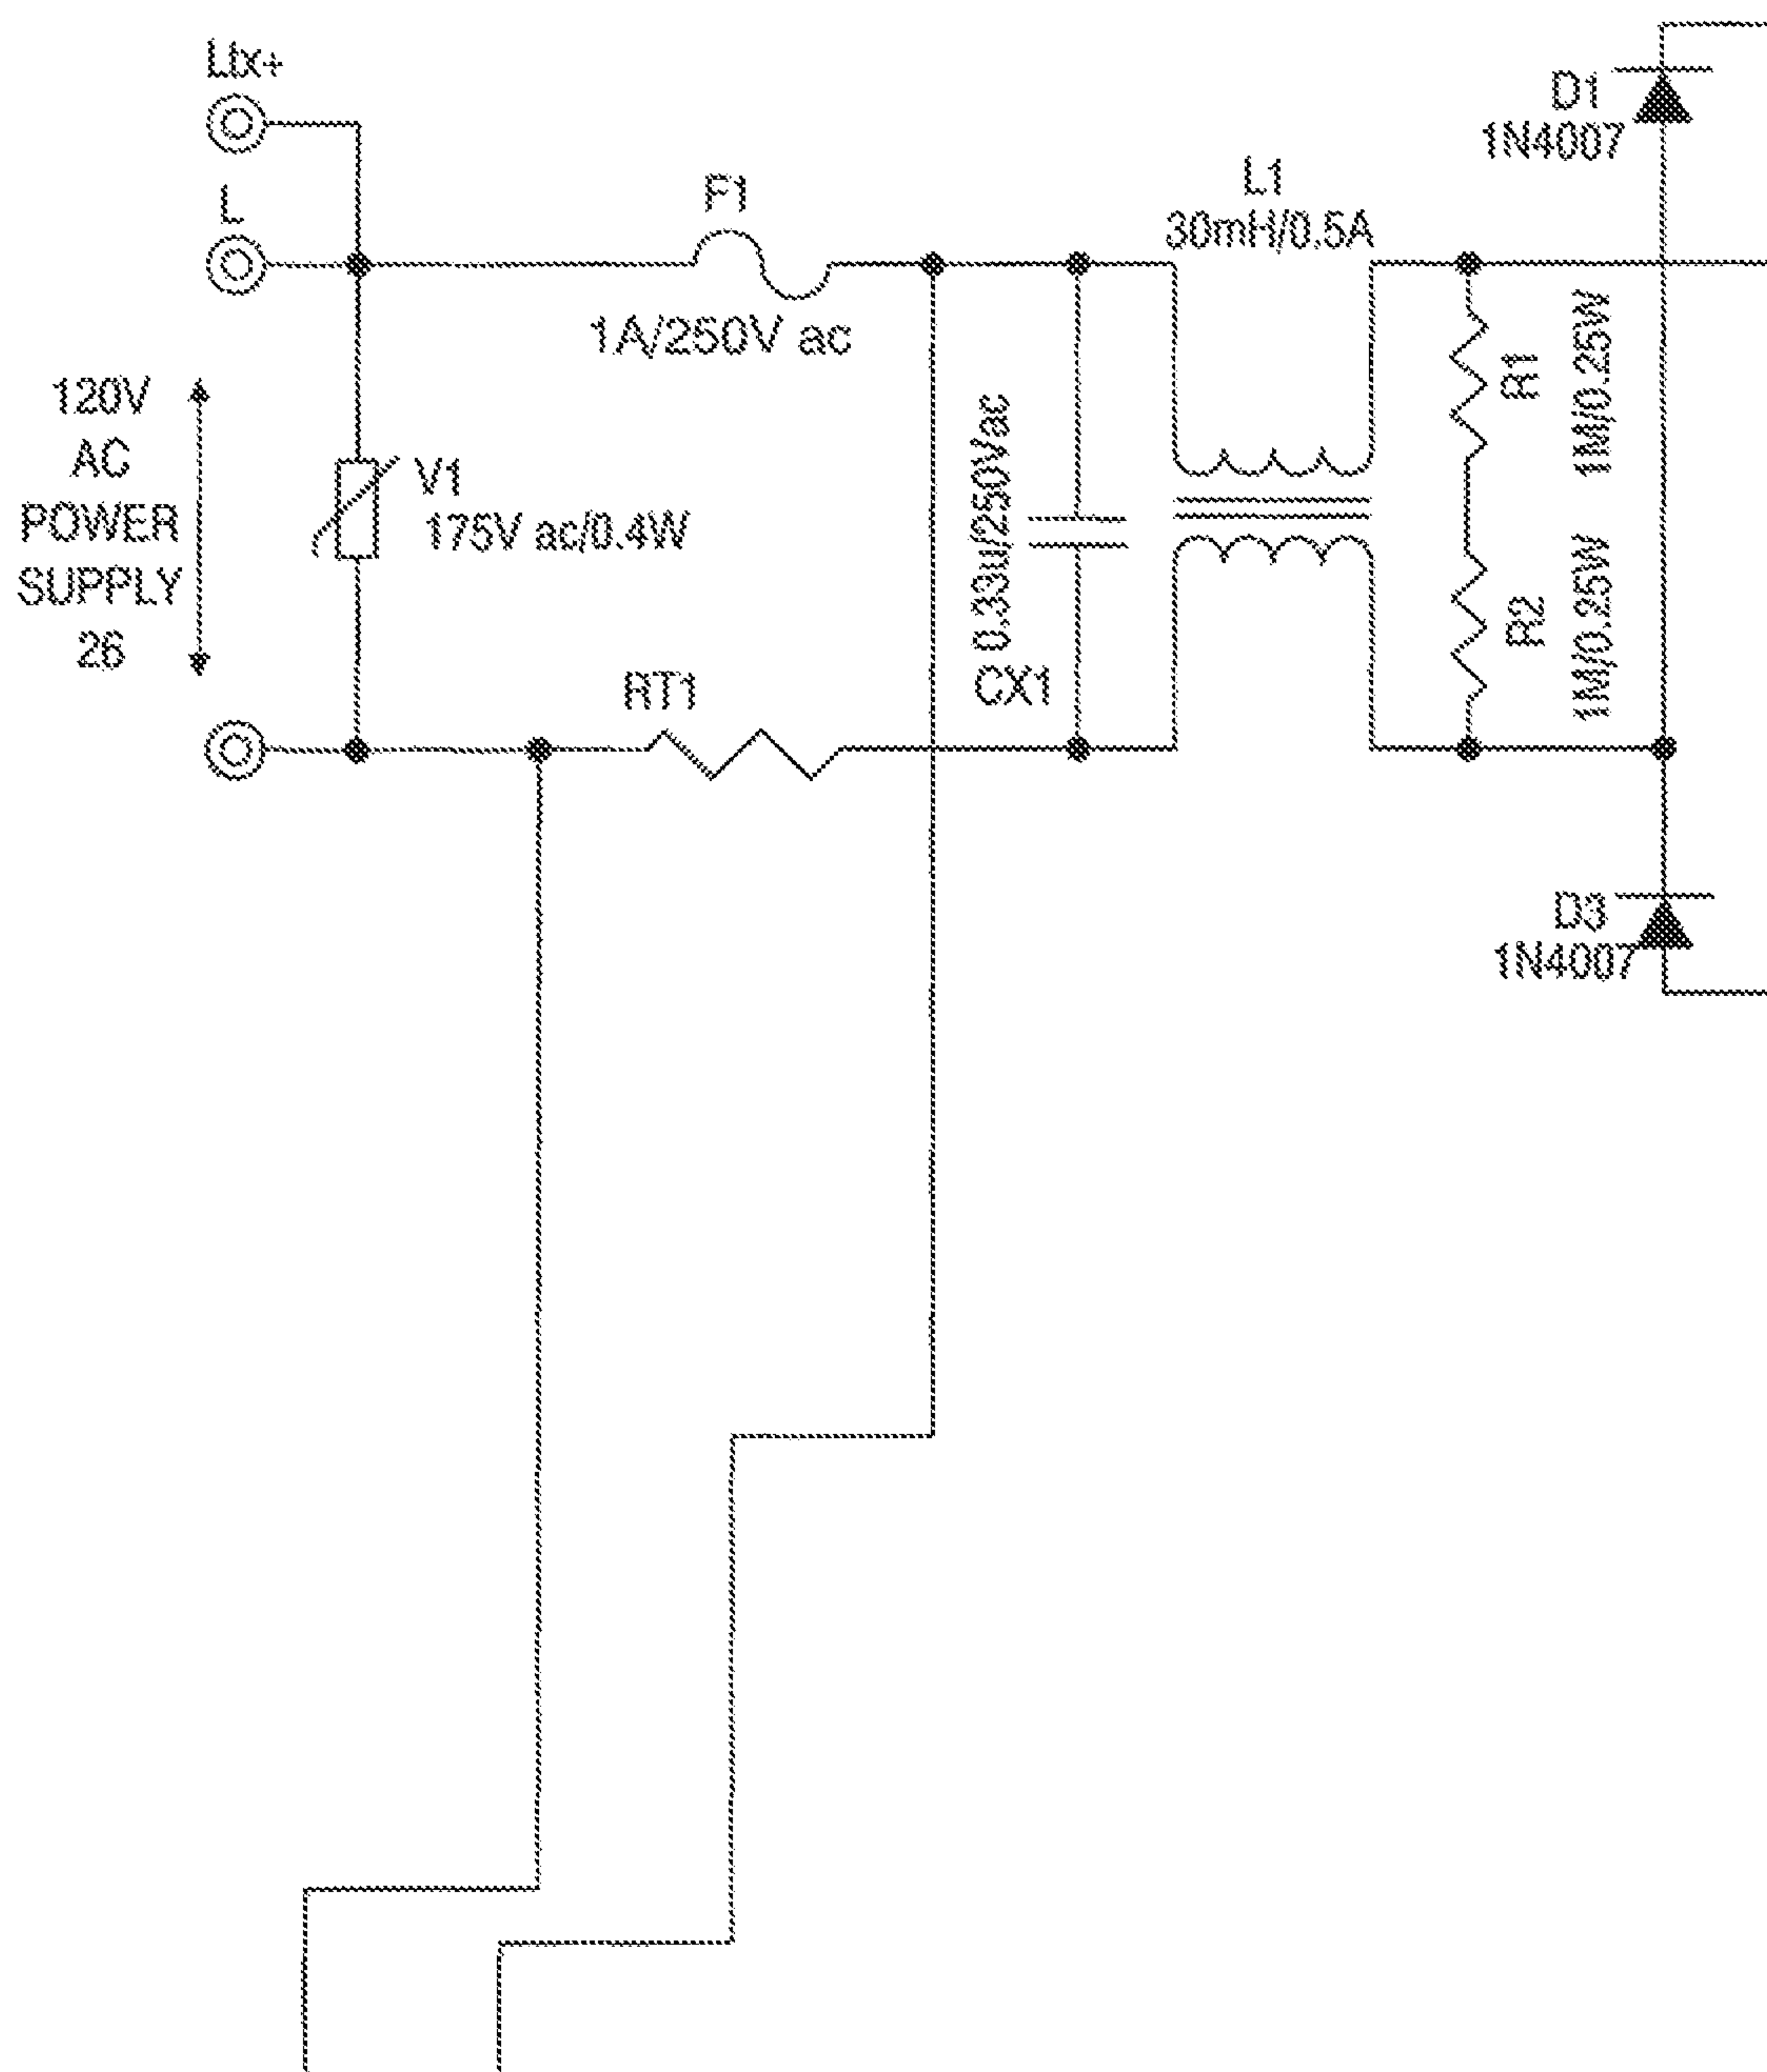 Ltx+
L
120V
AC
POWER
SUPPLY
26
V1
175V ac/0.4W
F1
1A/250V ac
RT1
0.33u/250Vac
CX1
L1
30mH/0.5A
R1
1M/0.25W
R2
1M/0.25W
D1
1N4007
D3
1N4007